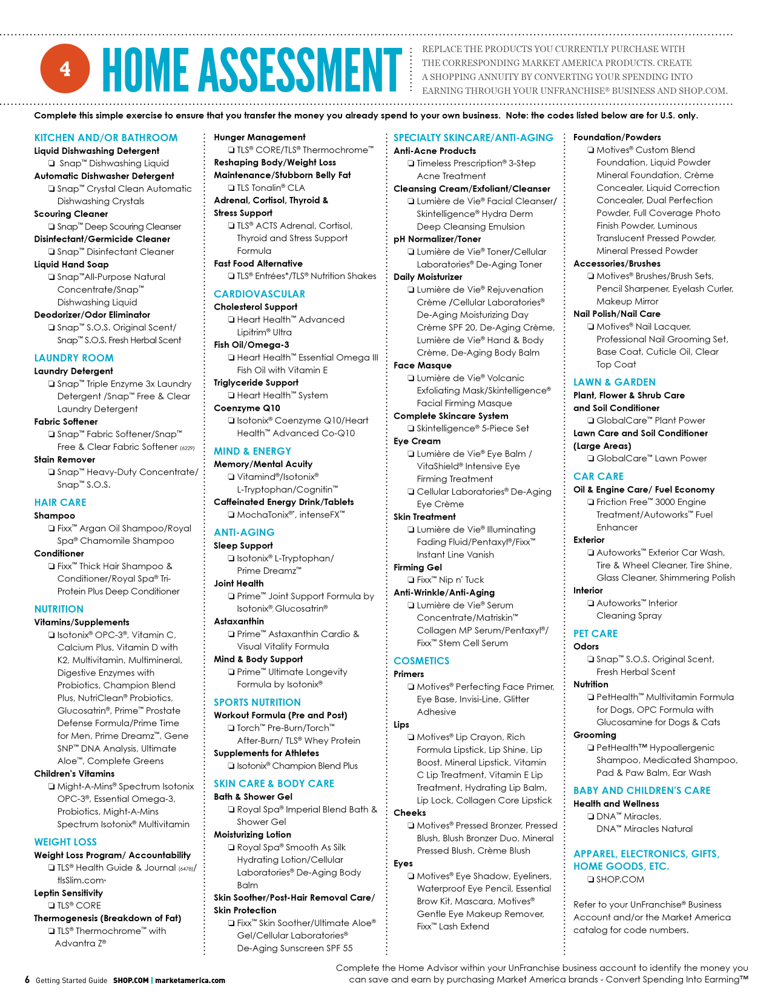 4
HOME ASSESSMENT
REPLACE THE PRODUCTS YOU CURRENTLY PURCHASE WITH
THE CORRESPONDING MARKET AMERICA PRODUCTS. CREATE
A SHOPPING ANNUITY BY CONVERTING YOUR SPENDING INTO
EARNING THROUGH YOUR UNFRANCHISE® BUSINESS AND SHOP.COM.
Complete this simple exercise to ensure that you transfer the money you already spend to your own business.  Note: the codes listed below are for U.S. only.
KITCHEN AND/OR BATHROOM
Liquid Dishwashing Detergent
❏ Snap™ Dishwashing Liquid
Automatic Dishwasher Detergent
❏ Snap™ Crystal Clean Automatic
Dishwashing Crystals
Scouring Cleaner
❏ Snap™ Deep Scouring Cleanser
Disinfectant/Germicide Cleaner
❏ Snap™ Disinfectant Cleaner
Liquid Hand Soap
❏ Snap™All-Purpose Natural
Concentrate/Snap™
Dishwashing Liquid
Deodorizer/Odor Eliminator
❏ Snap™ S.O.S. Original Scent/
Snap™ S.O.S. Fresh Herbal Scent
LAUNDRY ROOM
Laundry Detergent
❏ Snap™ Triple Enzyme 3x Laundry
Detergent /Snap™ Free & Clear
Laundry Detergent
Fabric Softener
❏ Snap™ Fabric Softener/Snap™
Free & Clear Fabric Softener (6229)
Stain Remover
❏ Snap™ Heavy-Duty Concentrate/
Snap™ S.O.S.
HAIR CARE
Shampoo
❏ Fixx™ Argan Oil Shampoo/Royal
Spa® Chamomile Shampoo
Conditioner
❏ Fixx™ Thick Hair Shampoo &
Conditioner/Royal Spa® Tri-
Protein Plus Deep Conditioner
NUTRITION
Vitamins/Supplements
❏ Isotonix® OPC-3®, Vitamin C,
Calcium Plus, Vitamin D with
K2, Multivitamin, Multimineral,
Digestive Enzymes with
Probiotics, Champion Blend
Plus, NutriClean® Probiotics,
Glucosatrin®, Prime™ Prostate
Defense Formula/Prime Time
for Men, Prime Dreamz™, Gene
SNP™ DNA Analysis, Ultimate
Aloe™, Complete Greens
Children's Vitamins
❏ Might-A-Mins® Spectrum Isotonix
OPC-3®, Essential Omega-3,
Probiotics, Might-A-Mins
Spectrum Isotonix® Multivitamin
WEIGHT LOSS
Weight Loss Program/ Accountability
❏ TLS® Health Guide & Journal (6478)/
tlsSlim.com*
Leptin Sensitivity
❏ TLS® CORE
Thermogenesis (Breakdown of Fat)
❏ TLS® Thermochrome™ with
Advantra Z®
Hunger Management
❏ TLS® CORE/TLS® Thermochrome™
Reshaping Body/Weight Loss
Maintenance/Stubborn Belly Fat
❏ TLS Tonalin® CLA
Adrenal, Cortisol, Thyroid &
Stress Support
❏ TLS® ACTS Adrenal, Cortisol,
Thyroid and Stress Support
Formula
Fast Food Alternative
❏ TLS® Entrées*/TLS® Nutrition Shakes
CARDIOVASCULAR
Cholesterol Support
❏ Heart Health™ Advanced
Lipitrim® Ultra
Fish Oil/Omega-3
❏ Heart Health™ Essential Omega III
Fish Oil with Vitamin E
Triglyceride Support
❏ Heart Health™ System
Coenzyme Q10
❏ Isotonix® Coenzyme Q10/Heart
Health™ Advanced Co-Q10
MIND & ENERGY
Memory/Mental Acuity
❏ Vitamind®/Isotonix®
L-Tryptophan/Cognitin™
Caffeinated Energy Drink/Tablets
❏ MochaTonix®*, intenseFX™
ANTI-AGING
Sleep Support
❏ Isotonix® L-Tryptophan/
Prime Dreamz™
Joint Health
❏ Prime™ Joint Support Formula by
Isotonix®, Glucosatrin®
Astaxanthin
❏ Prime™ Astaxanthin Cardio &
Visual Vitality Formula
Mind & Body Support
❏ Prime™ Ultimate Longevity
Formula by Isotonix®
SPORTS NUTRITION
Workout Formula (Pre and Post)
❏ Torch™ Pre-Burn/Torch™
After-Burn/ TLS® Whey Protein
Supplements for Athletes
❏ Isotonix® Champion Blend Plus
SKIN CARE & BODY CARE
Bath & Shower Gel
❏ Royal Spa® Imperial Blend Bath &
Shower Gel
Moisturizing Lotion
❏ Royal Spa® Smooth As Silk
Hydrating Lotion/Cellular
Laboratories® De-Aging Body
Balm
Skin Soother/Post-Hair Removal Care/
Skin Protection
❏ Fixx™ Skin Soother/Ultimate Aloe®
Gel/Cellular Laboratories®
De-Aging Sunscreen SPF 55
SPECIALTY SKINCARE/ANTI-AGING
Anti-Acne Products
❏ Timeless Prescription® 3-Step
Acne Treatment
Cleansing Cream/Exfoliant/Cleanser
❏ Lumière de Vie® Facial Cleanser/
Skintelligence® Hydra Derm
Deep Cleansing Emulsion
pH Normalizer/Toner
❏ Lumière de Vie® Toner/Cellular
Laboratories® De-Aging Toner
Daily Moisturizer
❏ Lumière de Vie® Rejuvenation
Crème /Cellular Laboratories®
De-Aging Moisturizing Day
Crème SPF 20, De-Aging Crème,
Lumière de Vie® Hand & Body
Crème, De-Aging Body Balm
Face Masque
❏ Lumière de Vie® Volcanic
Exfoliating Mask/Skintelligence®
Facial Firming Masque
Complete Skincare System
❏ Skintelligence® 5-Piece Set
Eye Cream
❏ Lumière de Vie® Eye Balm /
VitaShield® Intensive Eye
Firming Treatment
❏ Cellular Laboratories® De-Aging
Eye Crème
Skin Treatment
❏ Lumière de Vie® Illuminating
Fading Fluid/Pentaxyl®/Fixx™
Instant Line Vanish
Firming Gel
❏ Fixx™ Nip n' Tuck
Anti-Wrinkle/Anti-Aging
❏ Lumière de Vie® Serum
Concentrate/Matriskin™
Collagen MP Serum/Pentaxyl®/
Fixx™ Stem Cell Serum
COSMETICS
Primers
❏ Motives® Perfecting Face Primer,
Eye Base, Invisi-Line, Glitter
Adhesive
Lips
❏ Motives® Lip Crayon, Rich
Formula Lipstick, Lip Shine, Lip
Boost, Mineral Lipstick, Vitamin
C Lip Treatment, Vitamin E Lip
Treatment, Hydrating Lip Balm,
Lip Lock, Collagen Core Lipstick
Cheeks
❏ Motives® Pressed Bronzer, Pressed
Blush, Blush Bronzer Duo, Mineral
Pressed Blush, Crème Blush
Eyes
❏ Motives® Eye Shadow, Eyeliners,
Waterproof Eye Pencil, Essential
Brow Kit, Mascara, Motives®
Gentle Eye Makeup Remover,
Fixx™ Lash Extend
Foundation/Powders
❏ Motives® Custom Blend
Foundation, Liquid Powder
Mineral Foundation, Crème
Concealer, Liquid Correction
Concealer, Dual Perfection
Powder, Full Coverage Photo
Finish Powder, Luminous
Translucent Pressed Powder,
Mineral Pressed Powder
Accessories/Brushes
❏ Motives® Brushes/Brush Sets,
Pencil Sharpener, Eyelash Curler,
Makeup Mirror
Nail Polish/Nail Care
❏ Motives® Nail Lacquer,
Professional Nail Grooming Set,
Base Coat, Cuticle Oil, Clear
Top Coat
LAWN & GARDEN
Plant, Flower & Shrub Care
and Soil Conditioner
❏ GlobalCare™ Plant Power
Lawn Care and Soil Conditioner
(Large Areas)
❏ GlobalCare™ Lawn Power
CAR CARE
Oil & Engine Care/ Fuel Economy
❏ Friction Free™ 3000 Engine
Treatment/Autoworks™ Fuel
Enhancer
Exterior
❏ Autoworks™ Exterior Car Wash,
Tire & Wheel Cleaner, Tire Shine,
Glass Cleaner, Shimmering Polish
Interior
❏ Autoworks™ Interior
Cleaning Spray
PET CARE
Odors
❏ Snap™ S.O.S. Original Scent,
Fresh Herbal Scent
Nutrition
❏ PetHealth™ Multivitamin Formula
for Dogs, OPC Formula with
Glucosamine for Dogs & Cats
Grooming
❏ PetHealth™ Hypoallergenic
Shampoo, Medicated Shampoo,
Pad & Paw Balm, Ear Wash
BABY AND CHILDREN'S CARE
Health and Wellness
❏ DNA™ Miracles,
DNA™ Miracles Natural
APPAREL, ELECTRONICS, GIFTS,
HOME GOODS, ETC.
❏ SHOP.COM
Refer to your UnFranchise® Business
Account and/or the Market America
catalog for code numbers.
Complete the Home Advisor within your UnFranchise business account to identify the money you
can save and earn by purchasing Market America brands - Convert Spending Into Earming™
6 Getting Started Guide SHOP.COM | marketamerica.com